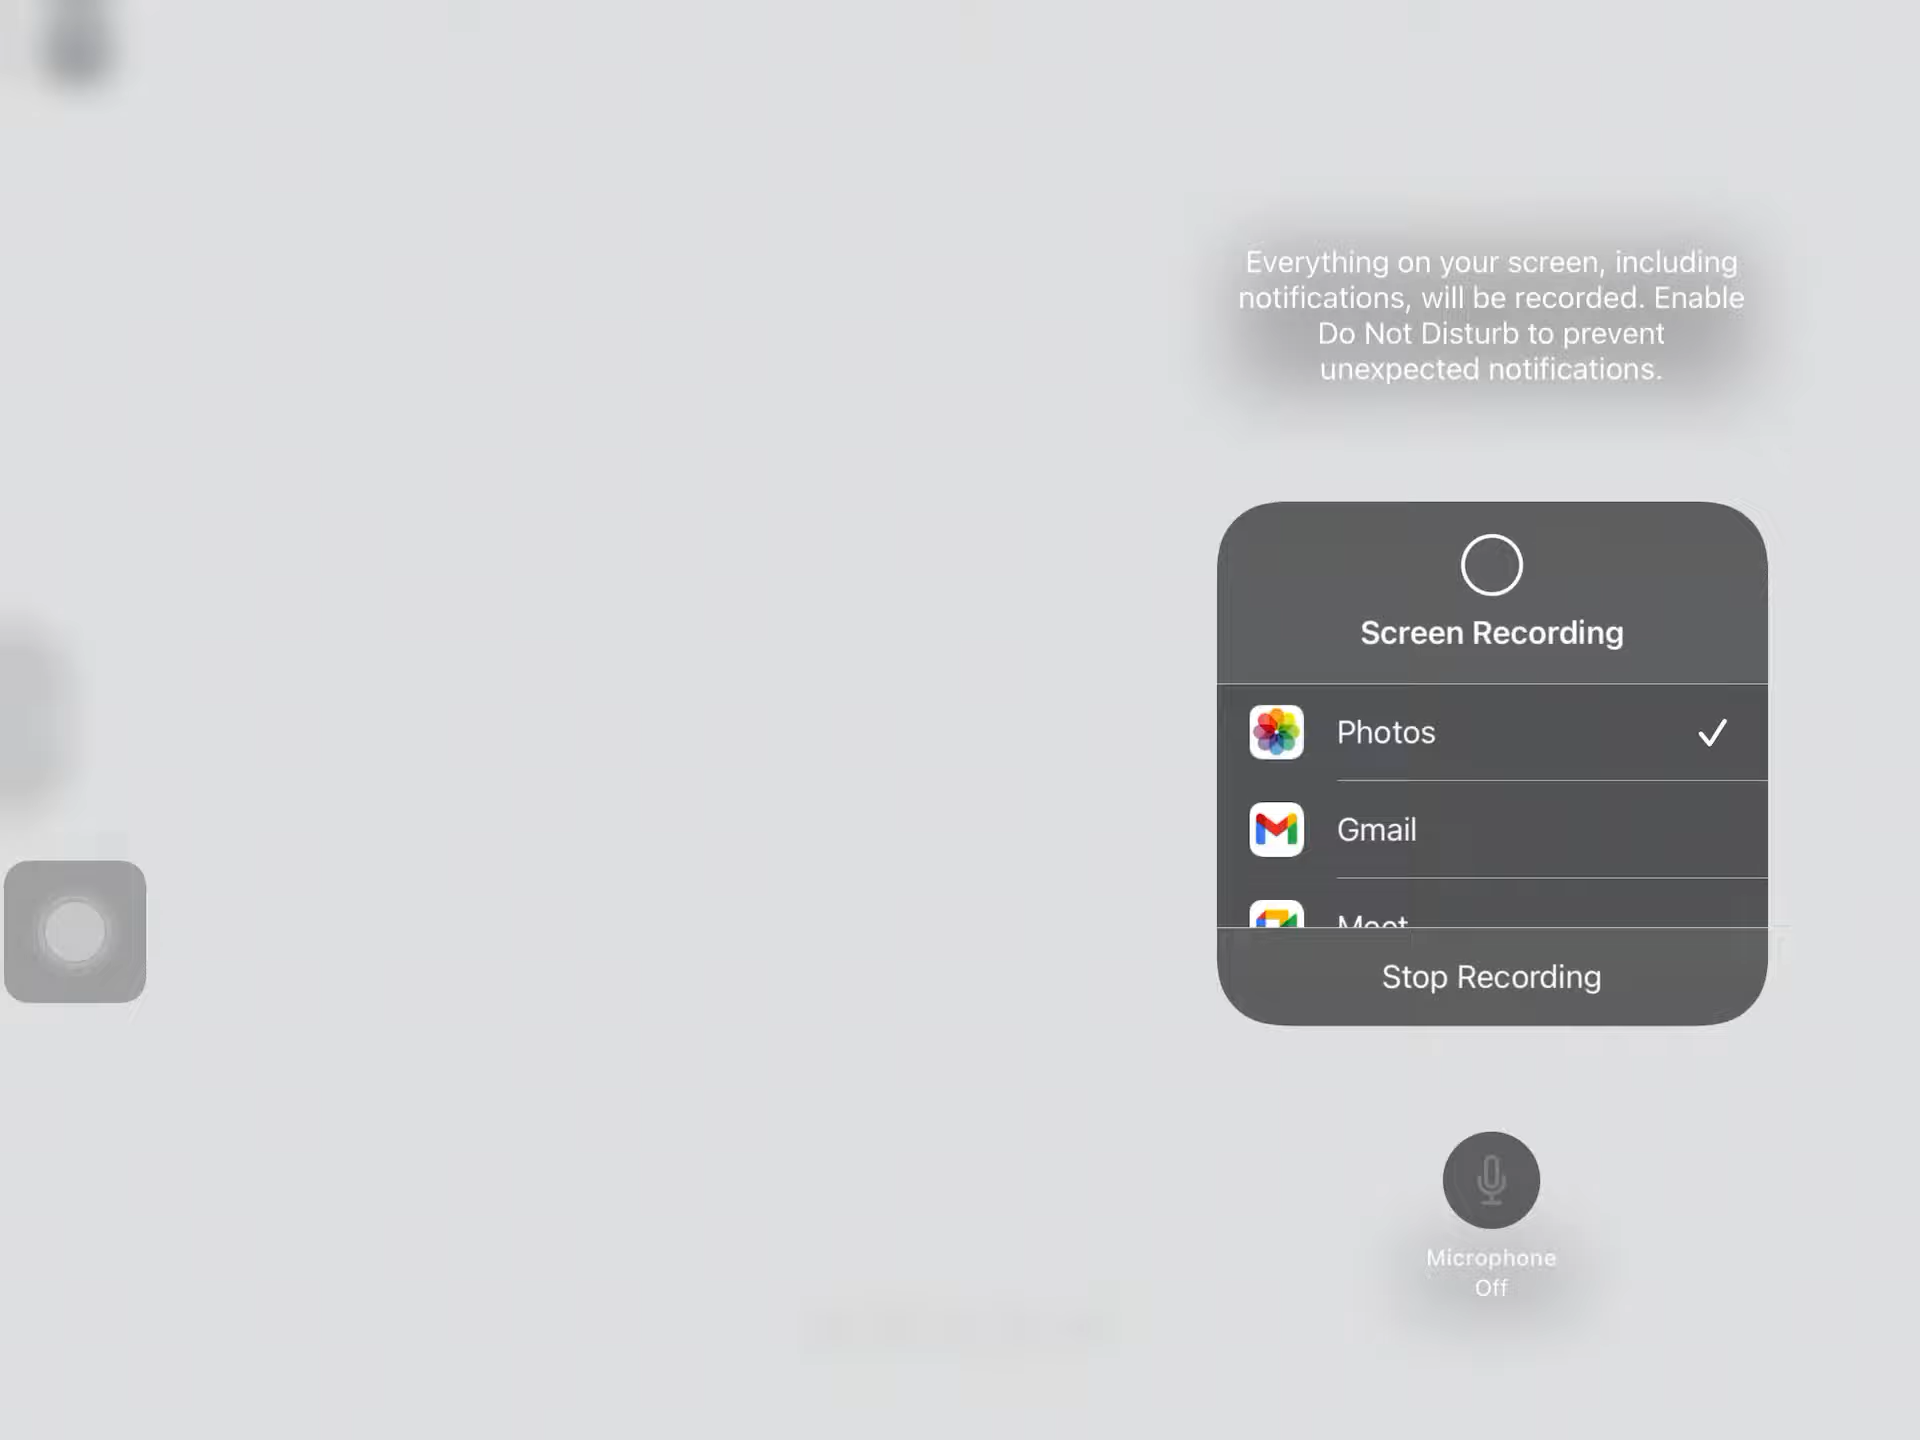 Everything on your screen, including
notifications, will be recorded. Enable
Do Not Disturb to prevent
unexpected notifications.
Screen Recording
Photos
Gmail
Meet
Stop Recording
Microphone
Off